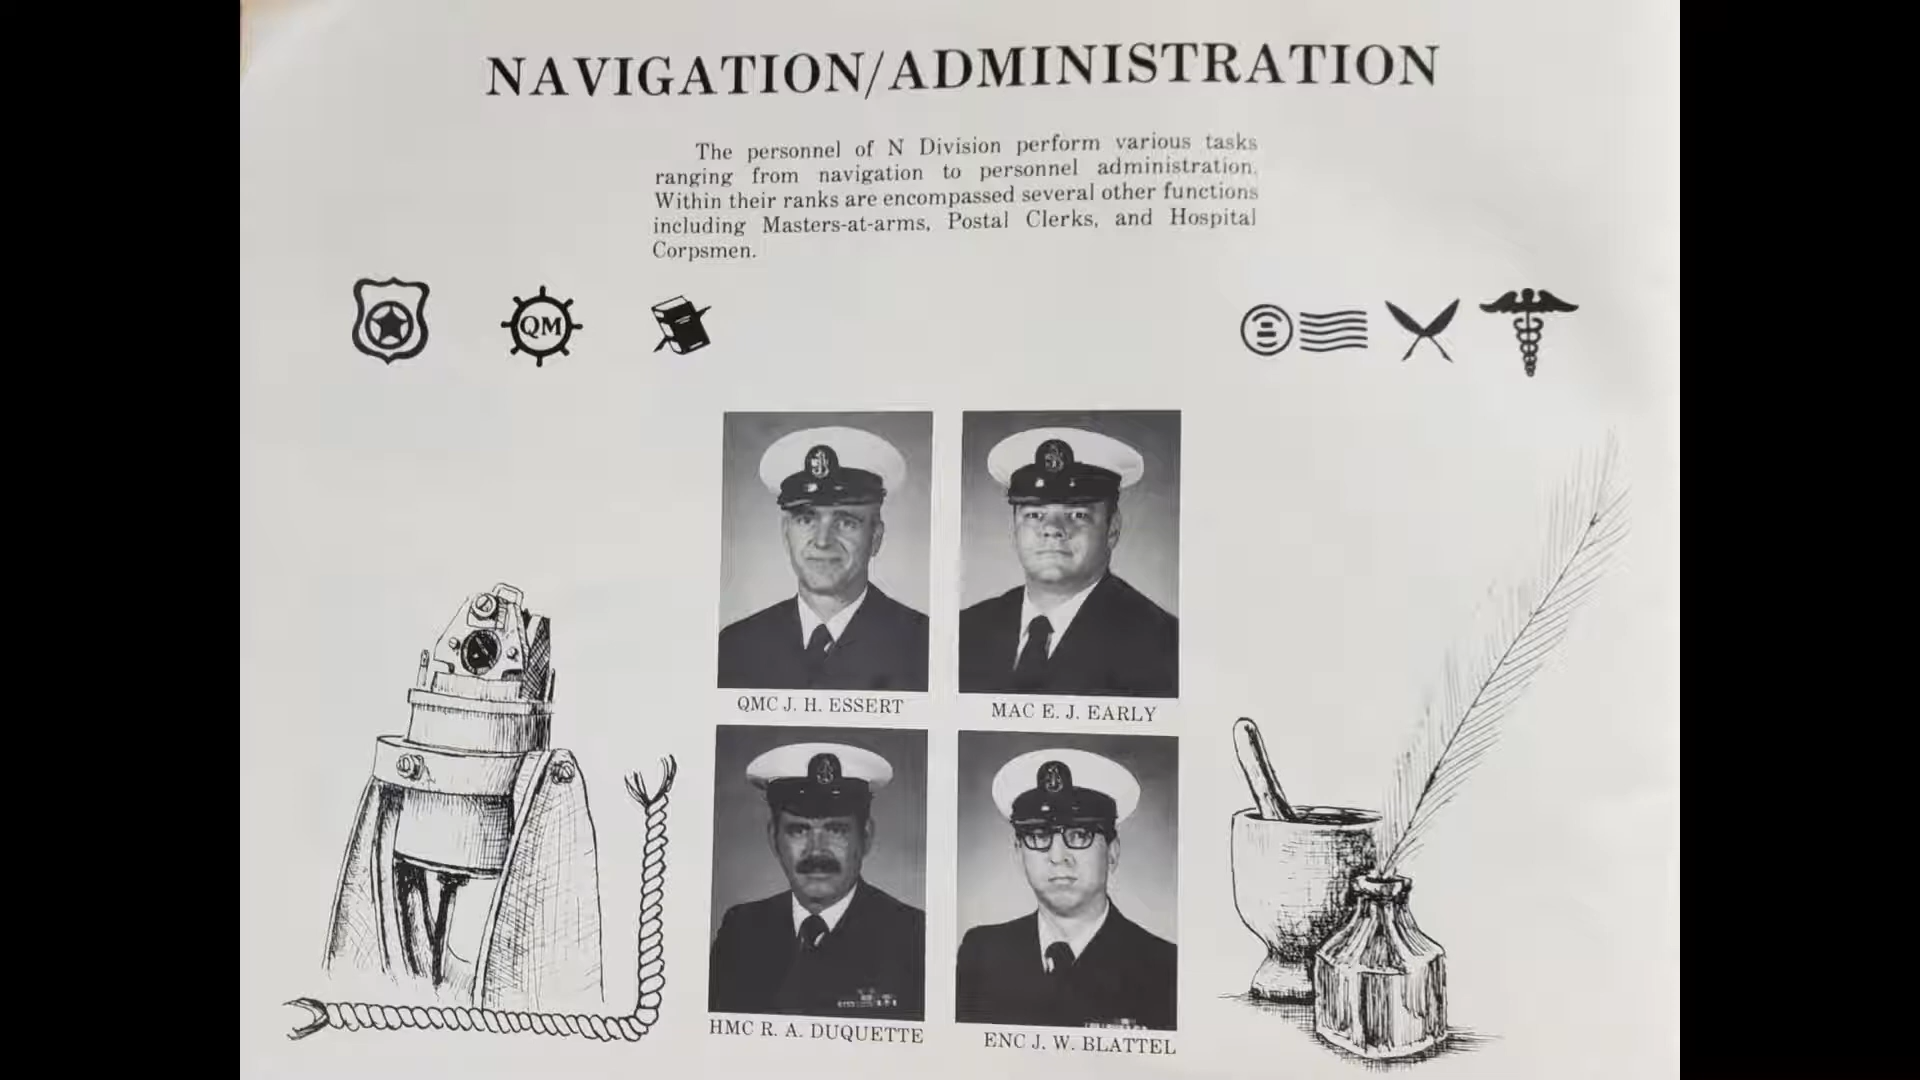 NAVIGATION/ADMINISTRATION
The personnel of N Division perform various tasks
ranging from navigation to personnel administration.
Within their ranks are encompassed several other functions
including Masters-at-arms, Postal Clerks, and Hospital
Corpsmen.
QM
QMC J. H. ESSERT
MAC E. J. EARLY
HMC R. A. DUQUETTE
ENC J. W. BLATTEL